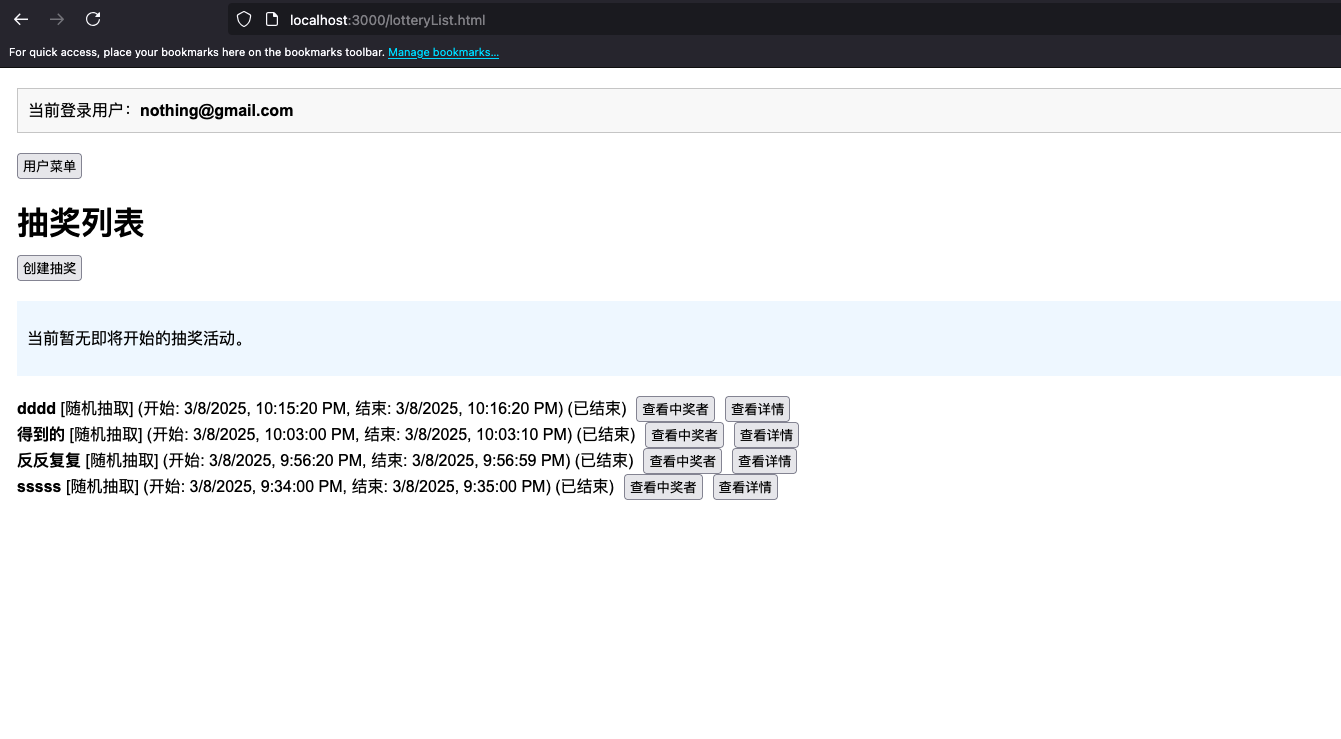 localhost:3000/lotteryList.html
For quick access, place your bookmarks here on the bookmarks toolbar. Manage bookmarks...
当前登录用户：nothing@gmail.com
用户菜单
抽奖列表
创建抽奖
当前暂无即将开始的抽奖活动。
dddd [随机抽取] (开始: 3/8/2025, 10:15:20 PM, 结束: 3/8/2025, 10:16:20 PM) (已结束) 查看中奖者 查看详情
得到的 [随机抽取] (开始: 3/8/2025, 10:03:00 PM, 结束: 3/8/2025, 10:03:10 PM) (已结束) 查看中奖者 查看详情
反反复复 [随机抽取] (开始: 3/8/2025, 9:56:20 PM, 结束: 3/8/2025, 9:56:59 PM) (已结束) 查看中奖者 查看详情
sssss [随机抽取] (开始: 3/8/2025, 9:34:00 PM, 结束: 3/8/2025, 9:35:00 PM) (已结束) 查看中奖者 查看详情